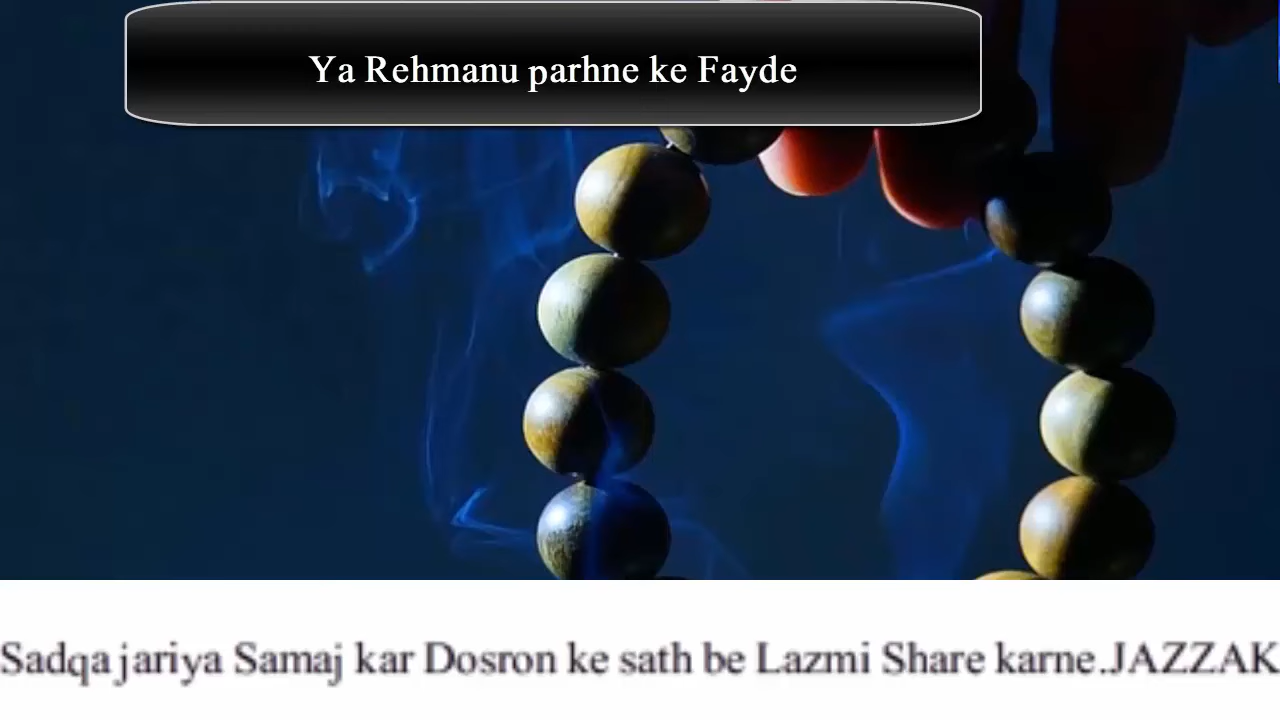 Ya Rehmanu parhne ke Fayde
Sadqa jariya Samaj kar Dosron ke sath be Lazmi Share karne.JAZZAK